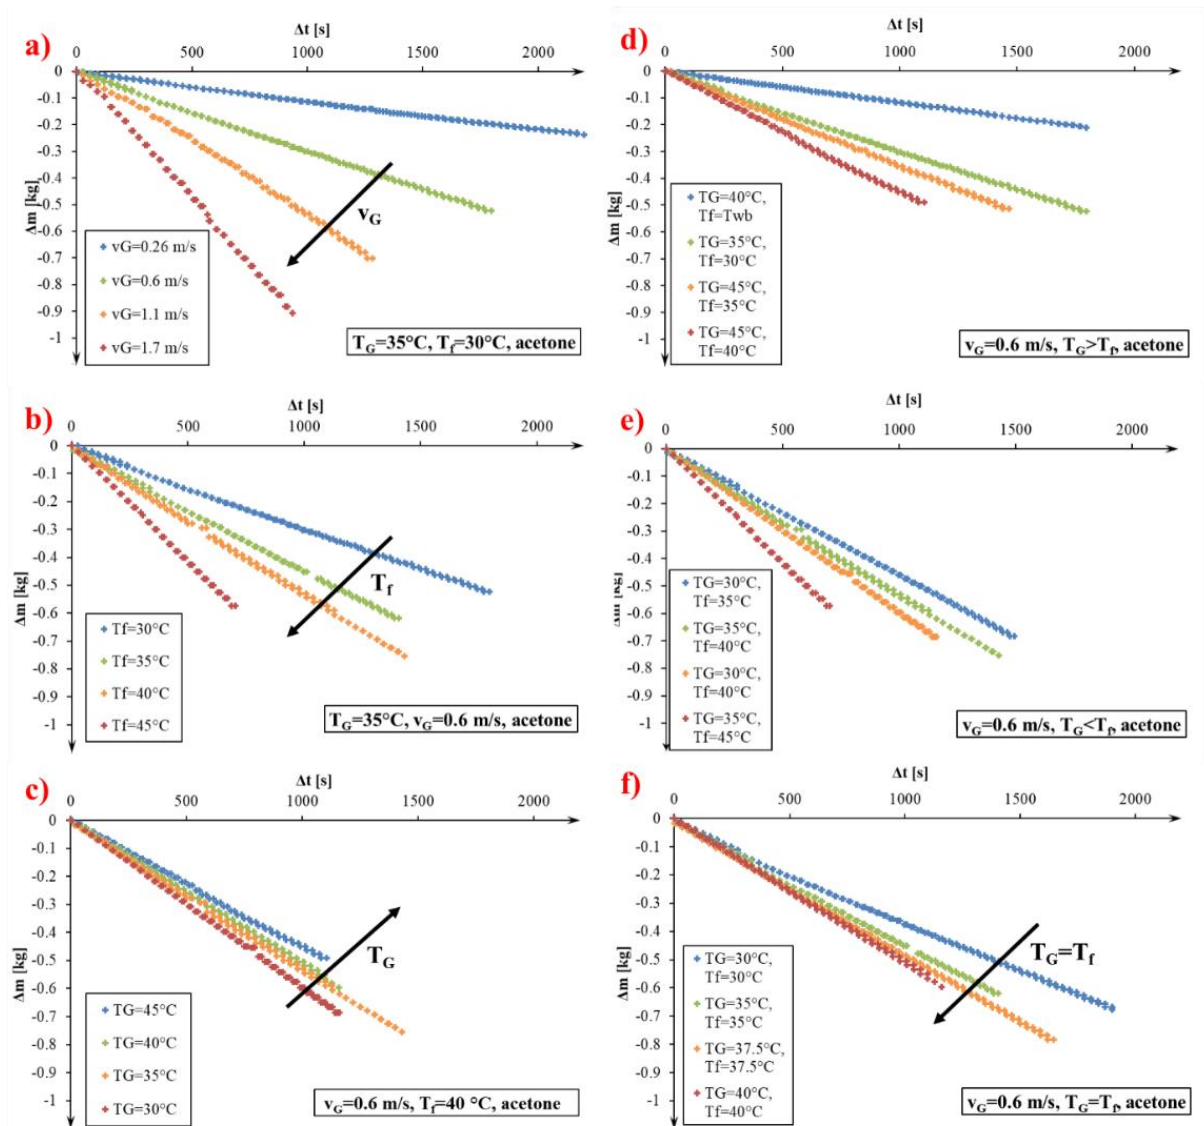 a)
Δt [s]
0 500 1000 1500 2000
0
-0.1
-0.2
-0.3
-0.4
-0.5
-0.6
-0.7
-0.8
-0.9
-1
Δm [kg]
vG
vG=0.26 m/s
vG=0.6 m/s
vG=1.1 m/s
vG=1.7 m/s
TG=35°C, Tf=30°C, acetone
d)
Δt [s]
0 500 1000 1500 2000
0
-0.1
-0.2
-0.3
-0.4
-0.5
-0.6
-0.7
-0.8
-0.9
-1
Δm [kg]
TG=40°C,
Tf=Twb
TG=35°C,
Tf=30°C
TG=45°C,
Tf=35°C
TG=45°C,
Tf=40°C
vG=0.6 m/s, TG>Tf, acetone
b)
Δt [s]
0 500 1000 1500 2000
0
-0.1
-0.2
-0.3
-0.4
-0.5
-0.6
-0.7
-0.8
-0.9
-1
Δm [kg]
Tf
Tf=30°C
Tf=35°C
Tf=40°C
Tf=45°C
TG=35°C, vG=0.6 m/s, acetone
e)
Δt [s]
0 500 1000 1500 2000
0
-0.1
-0.2
-0.3
-0.4
-0.5
-0.6
-0.7
-0.8
-0.9
-1
Δm [kg]
TG=30°C,
Tf=35°C
TG=35°C,
Tf=40°C
TG=30°C,
Tf=40°C
TG=35°C,
Tf=45°C
vG=0.6 m/s, TG<Tf, acetone
c)
Δt [s]
0 500 1000 1500 2000
0
-0.1
-0.2
-0.3
-0.4
-0.5
-0.6
-0.7
-0.8
-0.9
-1
Δm [kg]
TG
TG=45°C
TG=40°C
TG=35°C
TG=30°C
vG=0.6 m/s, Tf=40 °C, acetone
f)
Δt [s]
0 500 1000 1500 2000
0
-0.1
-0.2
-0.3
-0.4
-0.5
-0.6
-0.7
-0.8
-0.9
-1
Δm [kg]
TG=Tf
TG=30°C,
Tf=30°C
TG=35°C,
Tf=35°C
TG=37.5°C,
Tf=37.5°C
TG=40°C,
Tf=40°C
vG=0.6 m/s, TG=Tf, acetone